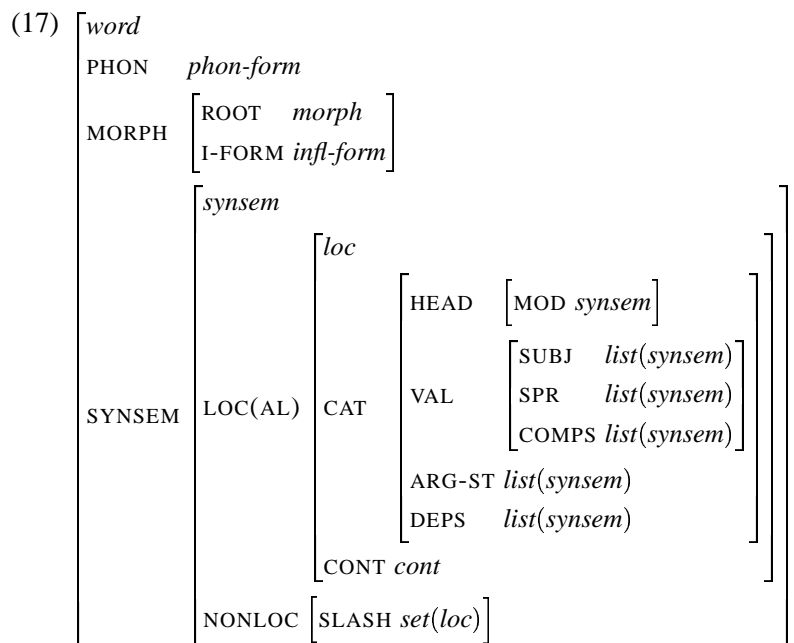 (17) word
PHON phon-form
ROOT morph
MORPH
I-FORM infl-form
synsem
loc
HEAD [MOD synsem]
SUBJ list(synsem)
VAL SPR list(synsem)
SYNSEM LOC(AL) CAT
COMPS list(synsem)
ARG-ST list(synsem)
DEPS list(synsem)
CONT cont
NONLOC [SLASH set(loc)]